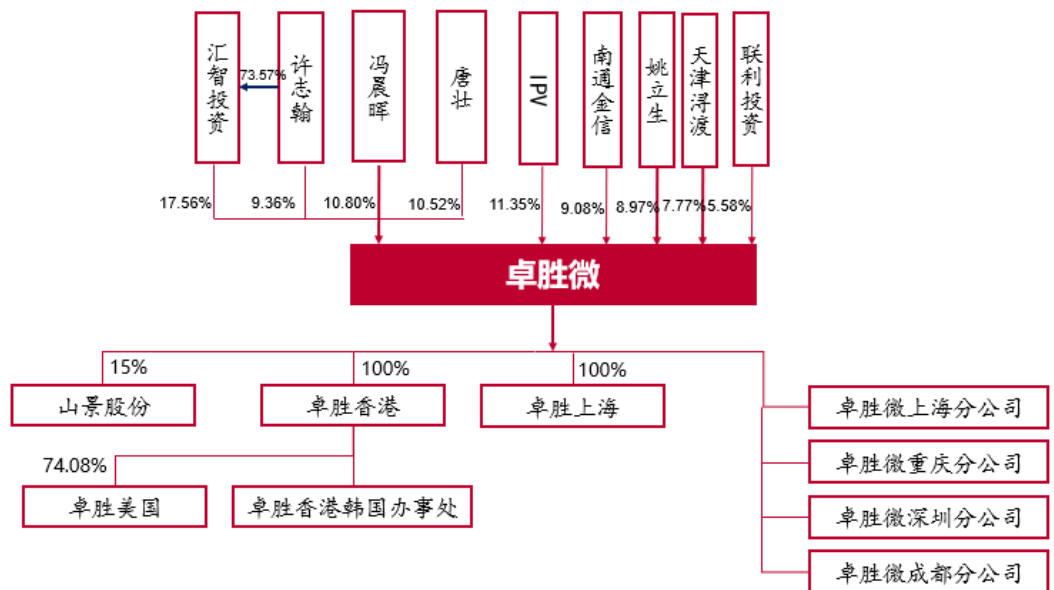 汇智投资
73.57%
许志翰
冯晨晖
唐壮
IPV
南通金信
姚立生
天津浔渡
联利投资
17.56%
9.36%
10.80%
10.52%
11.35%
9.08%
8.97%
7.77%
5.58%
卓胜微
15%
100%
100%
山景股份
卓胜香港
卓胜上海
卓胜微上海分公司
74.08%
卓胜微重庆分公司
卓胜美国
卓胜香港韩国办事处
卓胜微深圳分公司
卓胜微成都分公司